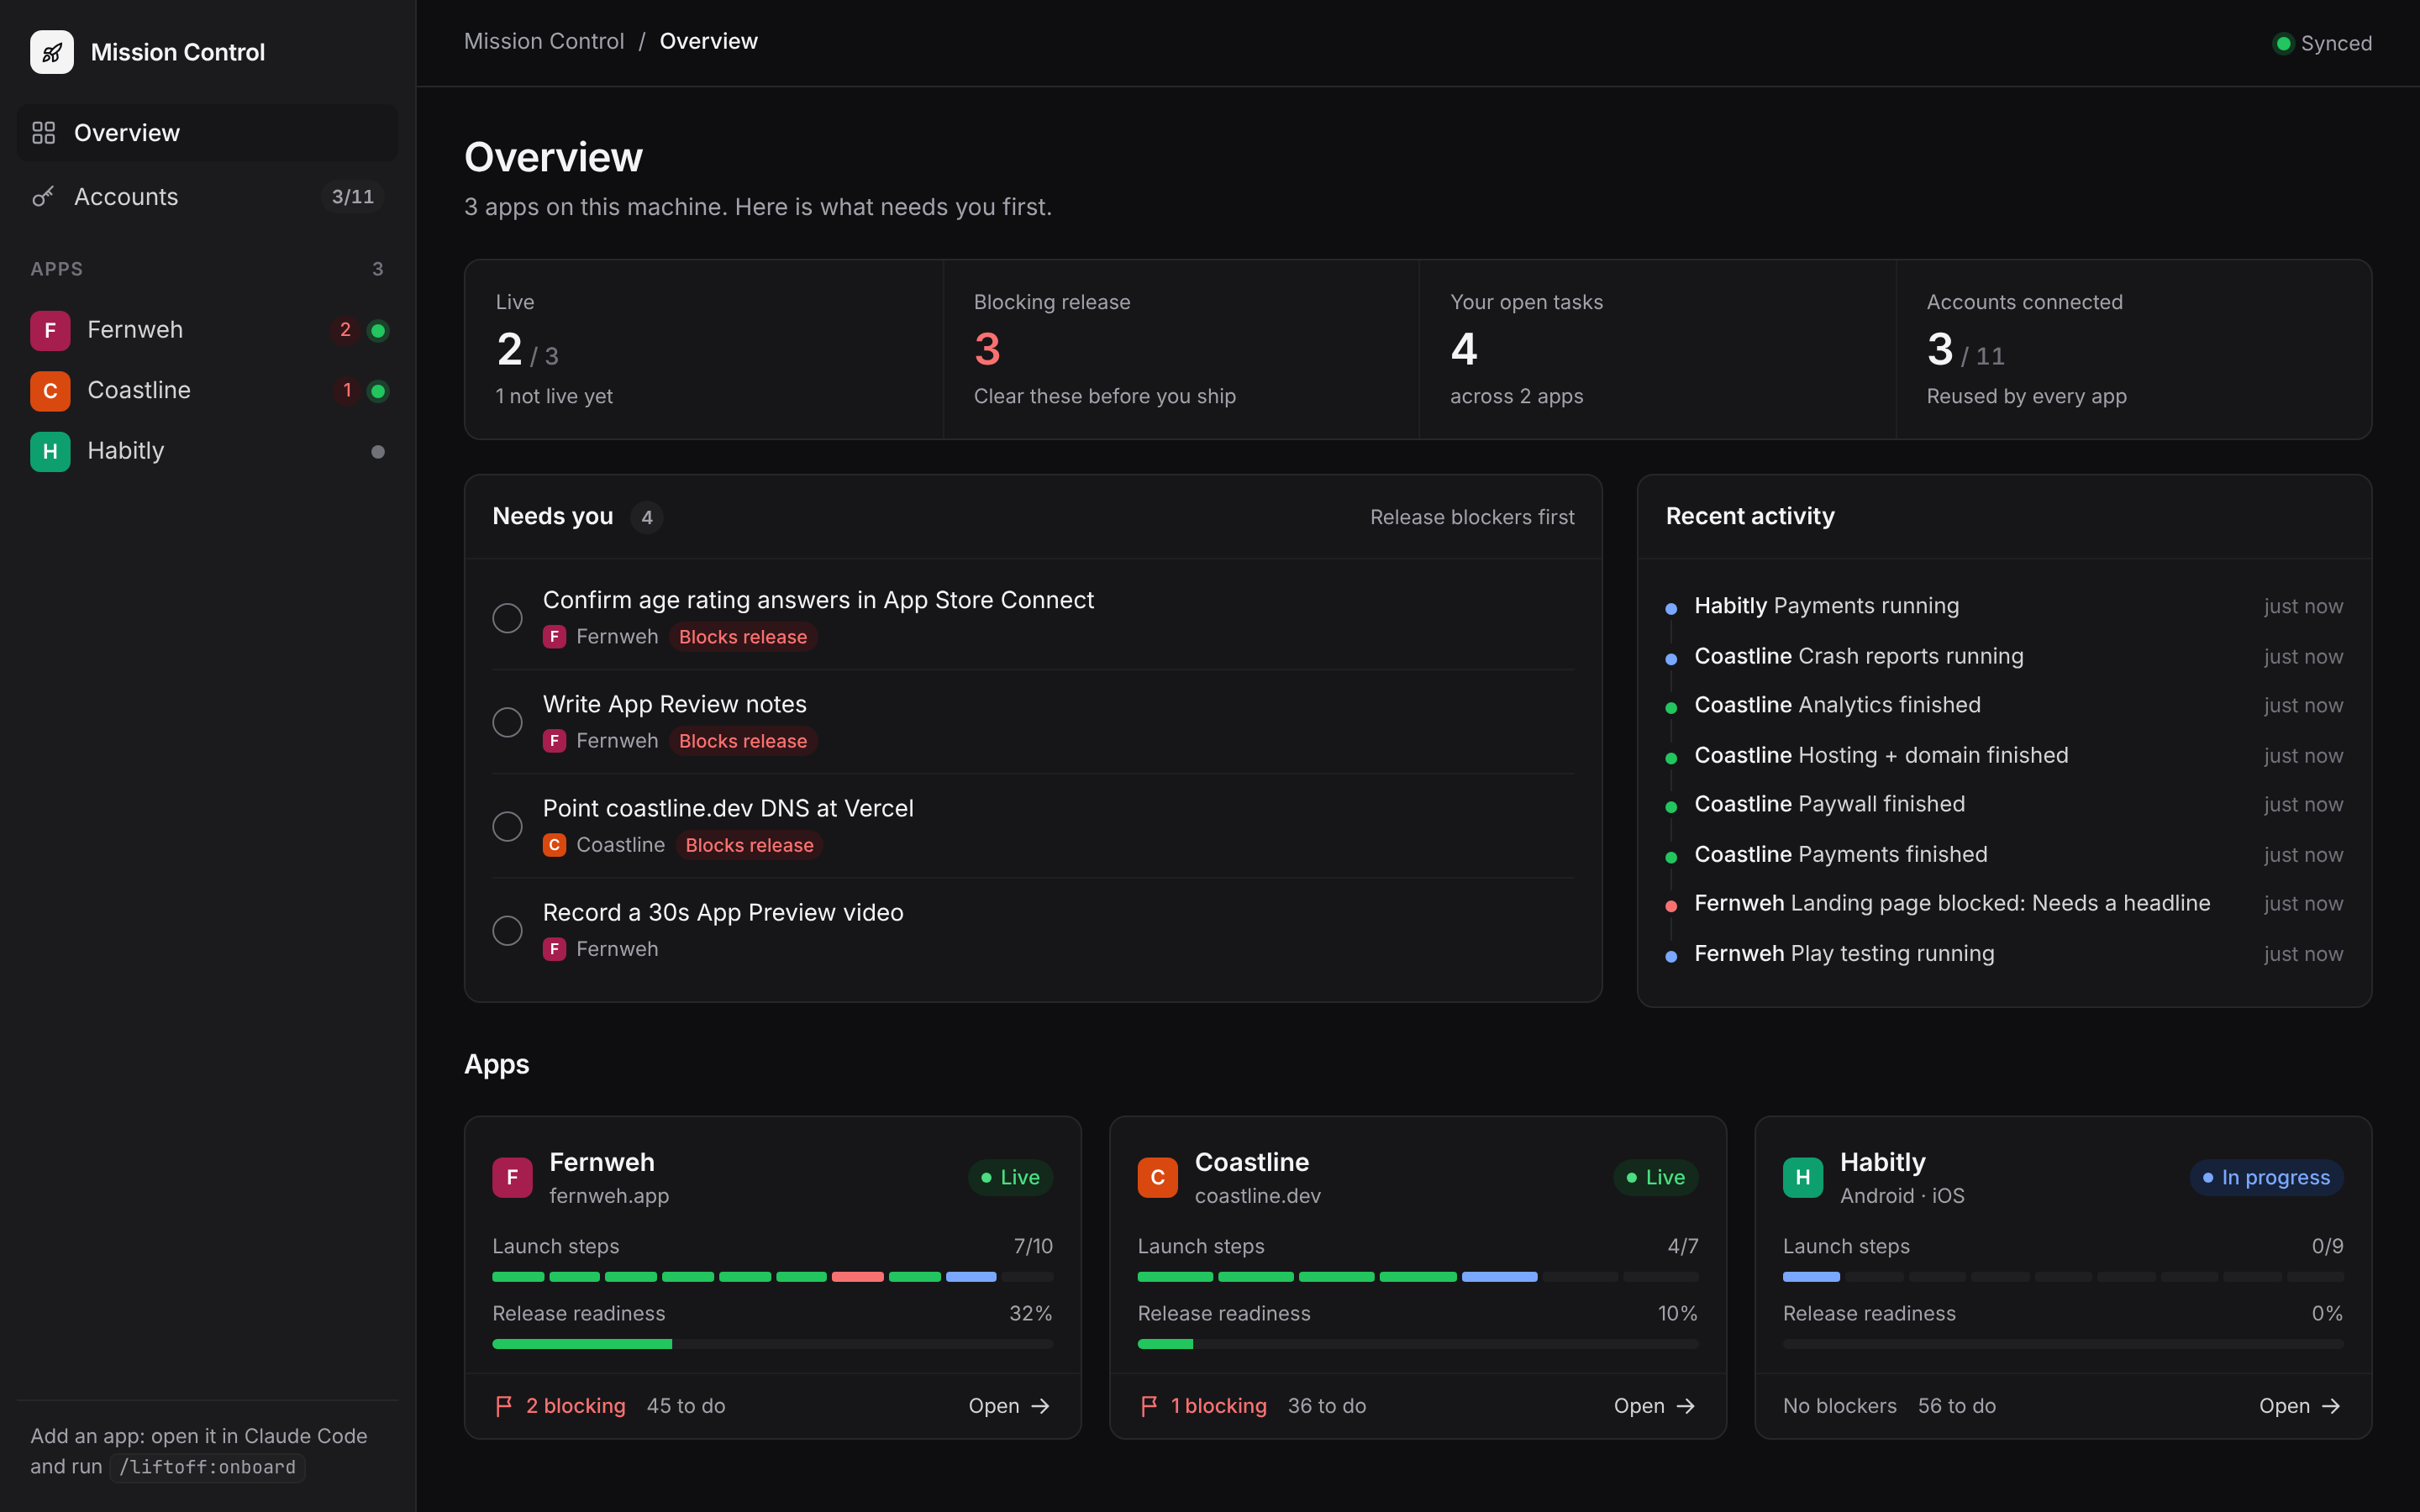 Mission Control
Overview
Accounts 3/11
APPS 3
F Fernweh 2
C Coastline 1
H Habitly
Add an app: open it in Claude Code
and run /liftoff:onboard
Mission Control / Overview
Synced
Overview
3 apps on this machine. Here is what needs you first.
Live
2 / 3
1 not live yet
Blocking release
3
Clear these before you ship
Your open tasks
4
across 2 apps
Accounts connected
3 / 11
Reused by every app
Needs you 4 Release blockers first
Confirm age rating answers in App Store Connect
F Fernweh Blocks release
Write App Review notes
F Fernweh Blocks release
Point coastline.dev DNS at Vercel
C Coastline Blocks release
Record a 30s App Preview video
F Fernweh
Recent activity
Habitly Payments running just now
Coastline Crash reports running just now
Coastline Analytics finished just now
Coastline Hosting + domain finished just now
Coastline Paywall finished just now
Coastline Payments finished just now
Fernweh Landing page blocked: Needs a headline just now
Fernweh Play testing running just now
Apps
F Fernweh Live
fernweh.app
Launch steps 7/10
Release readiness 32%
2 blocking 45 to do Open →
C Coastline Live
coastline.dev
Launch steps 4/7
Release readiness 10%
1 blocking 36 to do Open →
H Habitly In progress
Android · iOS
Launch steps 0/9
Release readiness 0%
No blockers 56 to do Open →